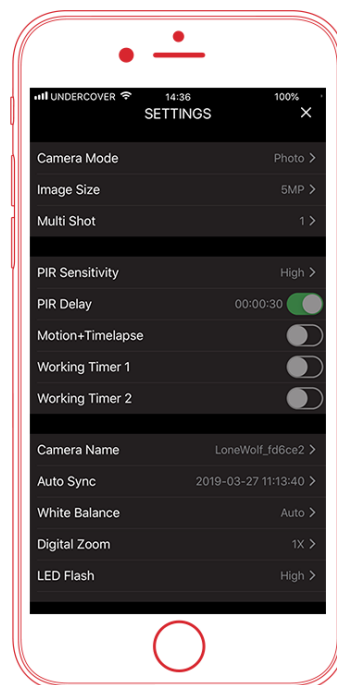 UNDERCOVER 14:36 100%
SETTINGS
Camera Mode Photo >
Image Size 5MP >
Multi Shot 1 >
PIR Sensitivity High >
PIR Delay 00:00:30
Motion+Timelapse
Working Timer 1
Working Timer 2
Camera Name LoneWolf_fd6ce2 >
Auto Sync 2019-03-27 11:13:40 >
White Balance Auto >
Digital Zoom 1X >
LED Flash High >